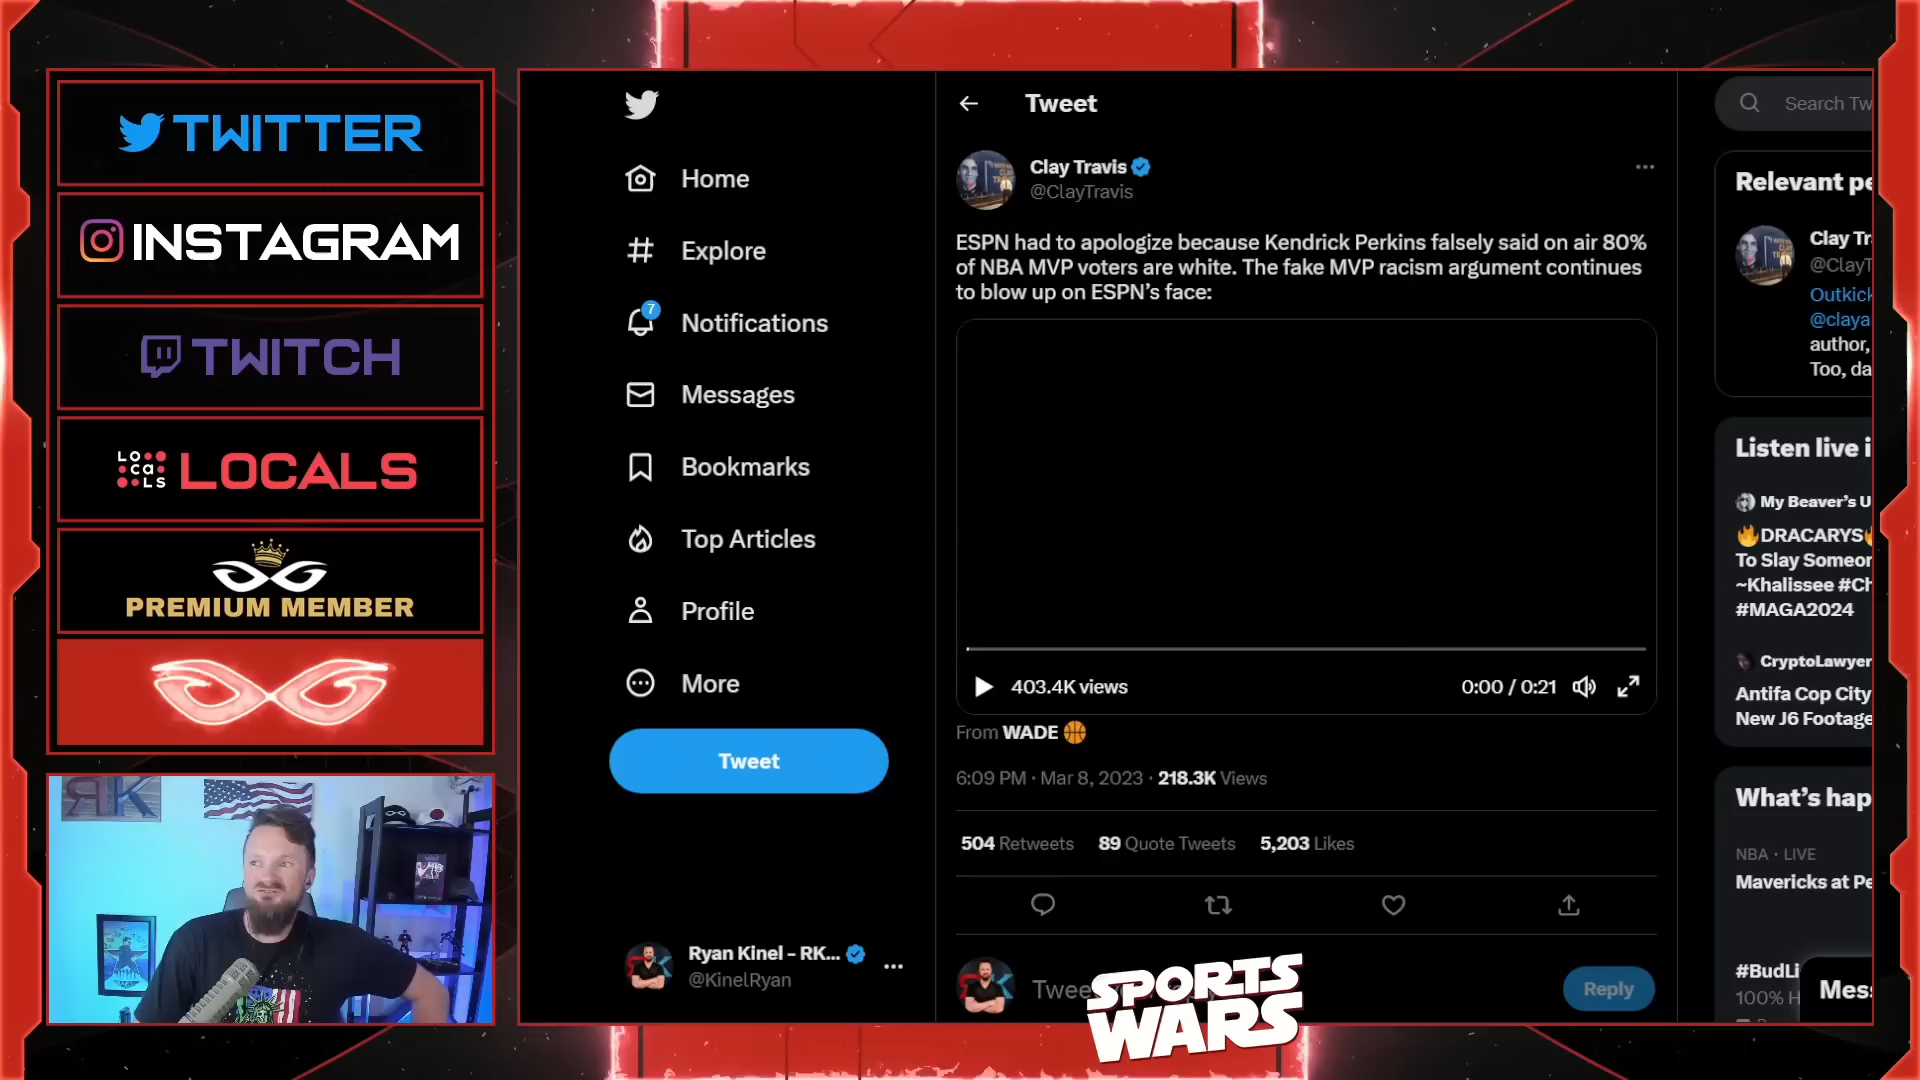 TWITTER
INSTAGRAM
TWITCH
LOCALS
LOCALS
PREMIUM MEMBER
RK
Home
Explore
7
Notifications
Messages
Bookmarks
Top Articles
Profile
More
Tweet
Ryan Kinel - RK...
@KinelRyan
Tweet
Clay Travis
@ClayTravis
ESPN had to apologize because Kendrick Perkins falsely said on air 80%
of NBA MVP voters are white. The fake MVP racism argument continues
to blow up on ESPN’s face:
403.4K views
0:00 / 0:21
From WADE 🏀
6:09 PM · Mar 8, 2023 · 218.3K Views
504 Retweets 89 Quote Tweets 5,203 Likes
Twee
Reply
SPORTS
WARS
Search Tw
Relevant pe
Clay Tr
@ClayT
Outkick
@claya
author,
Too, da
Listen live i
My Beaver’s U
🔥DRACARYS🔥
To Slay Someon
~Khalissee #Ch
#MAGA2024
CryptoLawyer
Antifa Cop City
New J6 Footage
What’s hap
NBA · LIVE
Mavericks at Pe
#BudLi
100% H
Mess